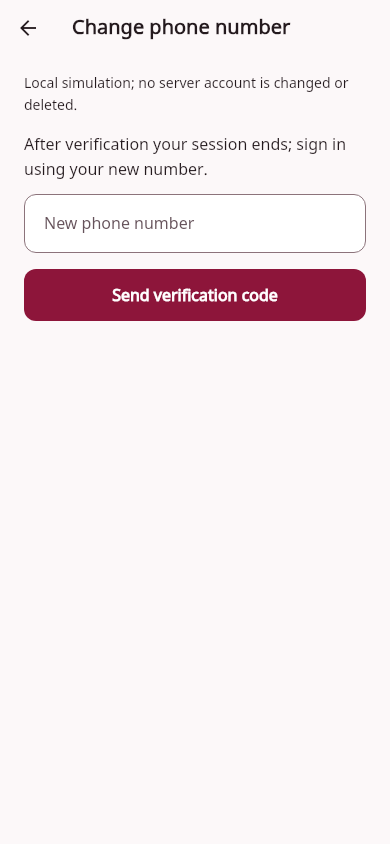 Change phone number
Local simulation; no server account is changed or
deleted.
After verification your session ends; sign in
using your new number.
New phone number
Send verification code